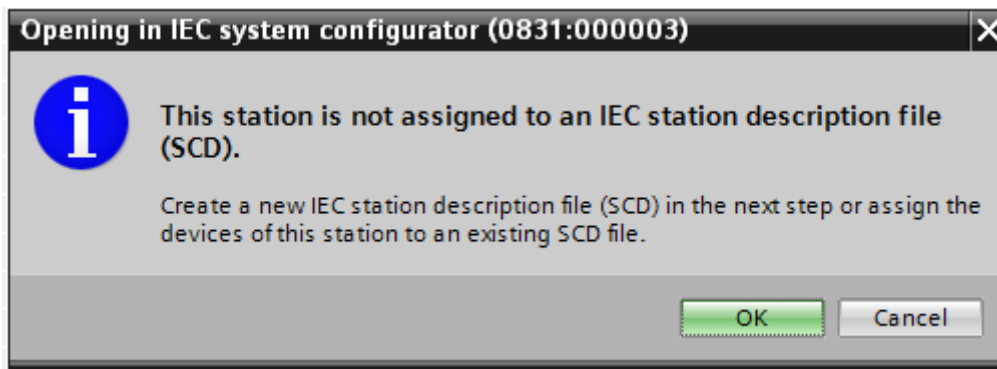 Opening in IEC system configurator (0831:000003)
This station is not assigned to an IEC station description file
(SCD).
Create a new IEC station description file (SCD) in the next step or assign the
devices of this station to an existing SCD file.
OK
Cancel